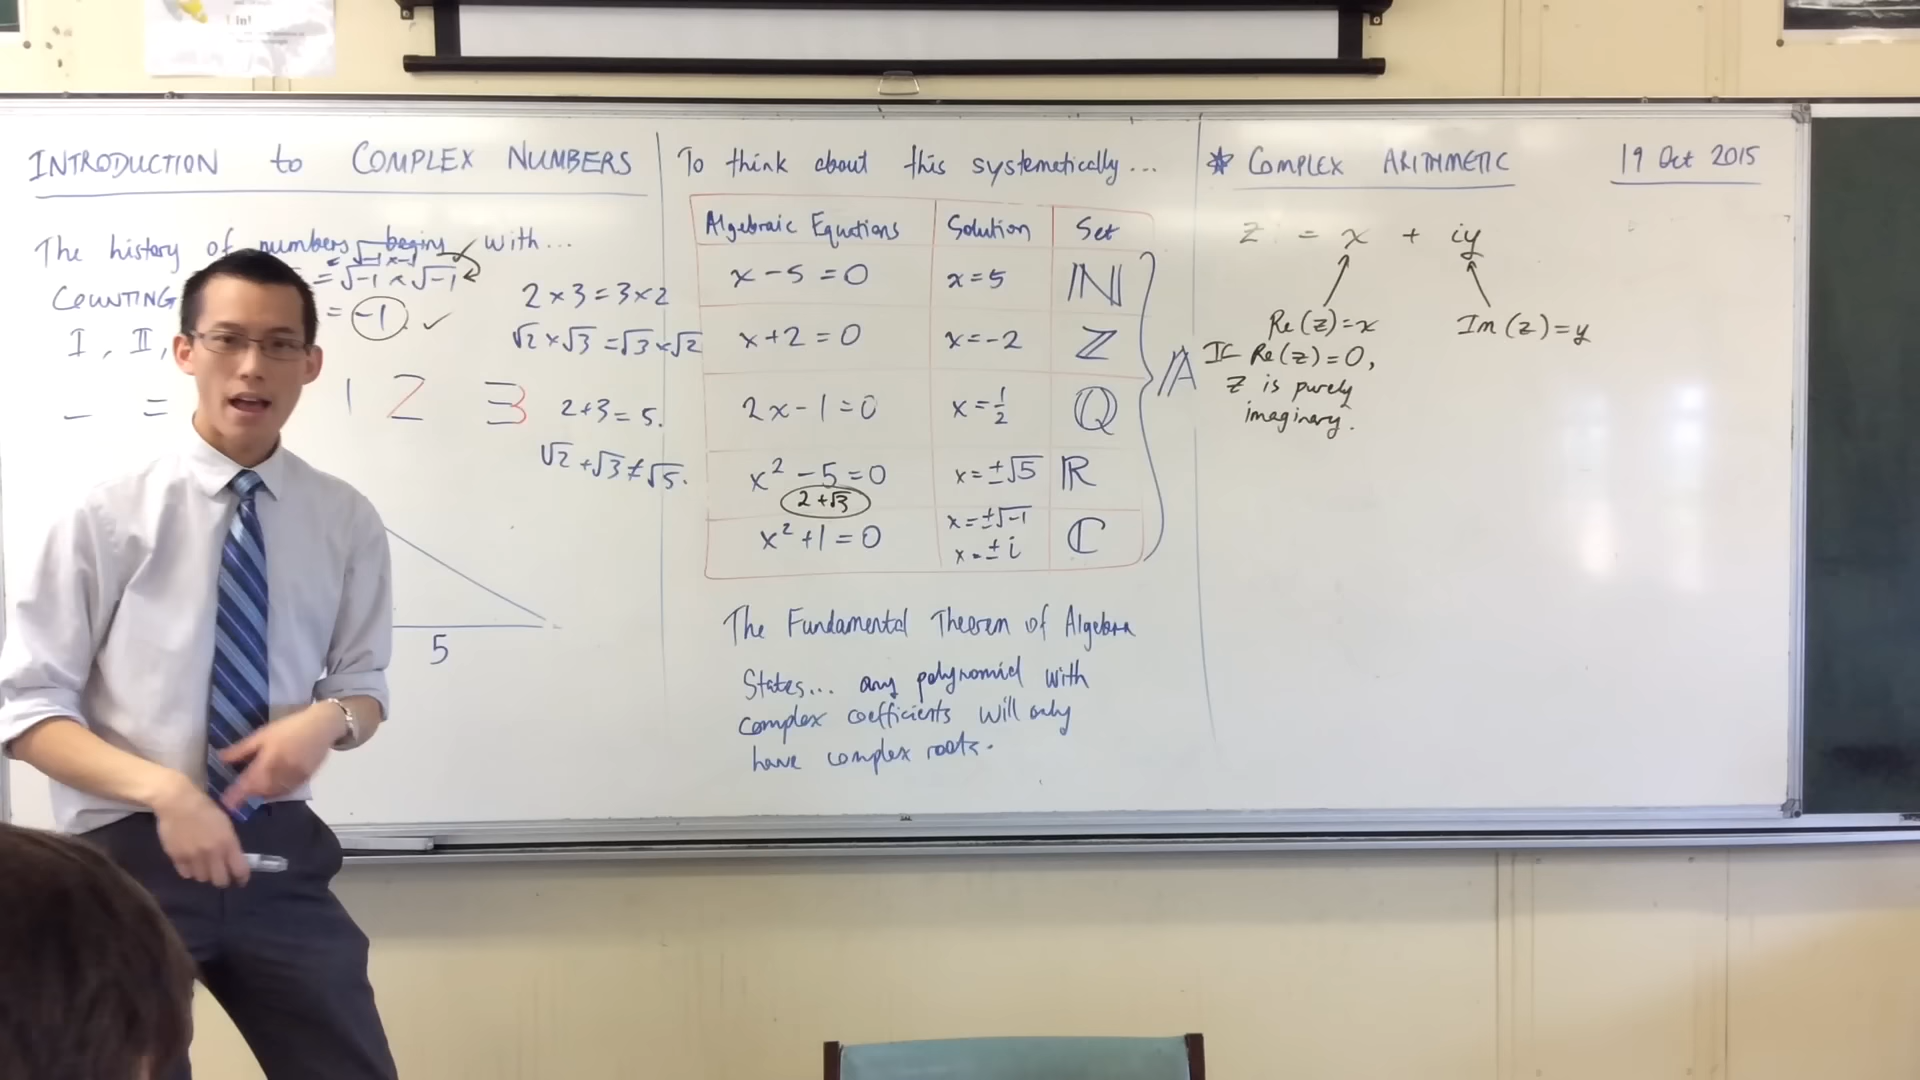 INTRODUCTION to COMPLEX NUMBERS
The history of numbers begins with...
COUNTING
I, II,
– = 1 2 3
√-1 x -1
= √-1 x √-1
= -1. ✓
2 x 3 = 3 x 2
√2 x √3 = √3 x √2
2 + 3 = 5.
√2 + √3 ≠ √5.
5
To think about this systematically...
Algebraic Equations Solution Set
x - 5 = 0 x = 5 ℕ
x + 2 = 0 x = -2 ℤ
2x - 1 = 0 x = 1/2 ℚ
x² - 5 = 0 x = ±√5 ℝ
2 + √3
x² + 1 = 0 x = ±√-1 ℂ
x = ± i
𝔸
The Fundamental Theorem of Algebra
States... any polynomial with
complex coefficients will only
have complex roots.
* COMPLEX ARITHMETIC 19 Oct 2015
z = x + iy
Re(z) = x Im(z) = y
If Re(z) = 0,
z is purely
imaginary.